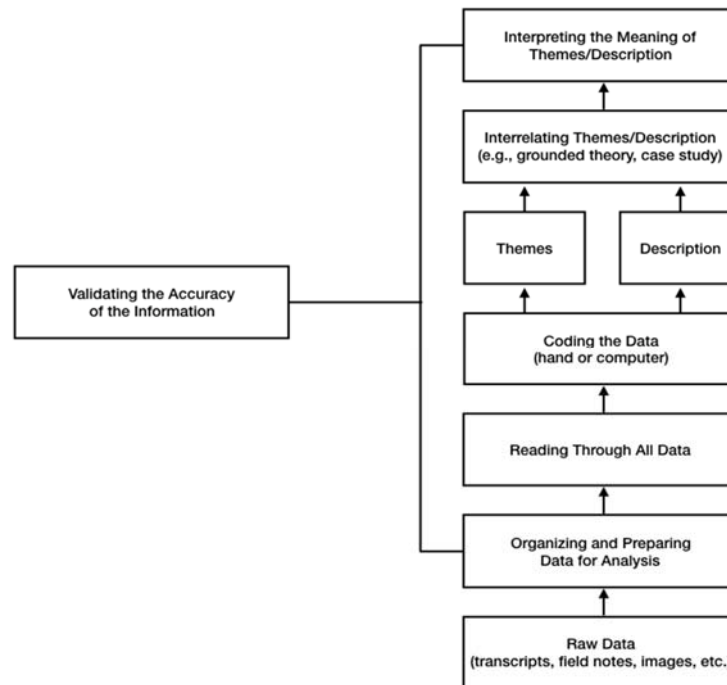 Interpreting the Meaning of
Themes/Description
Interrelating Themes/Description
(e.g., grounded theory, case study)
Themes
Description
Validating the Accuracy
of the Information
Coding the Data
(hand or computer)
Reading Through All Data
Organizing and Preparing
Data for Analysis
Raw Data
(transcripts, field notes, images, etc.